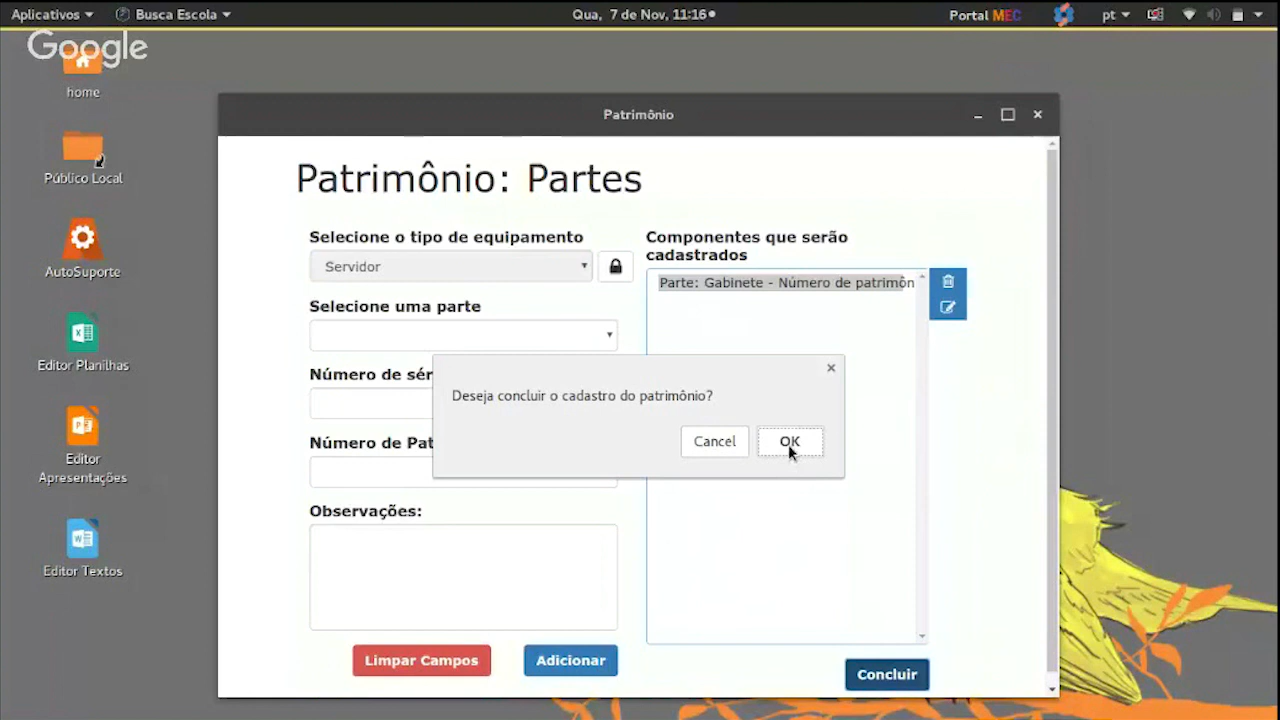 Aplicativos
Busca Escola
Qua, 7 de Nov, 11:16
Portal MEC
pt
Google
home
Público Local
AutoSuporte
Editor Planilhas
Editor
Apresentações
Editor Textos
Patrimônio
Patrimônio: Partes
Selecione o tipo de equipamento
Servidor
Selecione uma parte
Número de sér
Número de Pat
Observações:
Limpar Campos
Adicionar
Componentes que serão
cadastrados
Parte: Gabinete - Número de patrimôn
Deseja concluir o cadastro do patrimônio?
Cancel
OK
Concluir